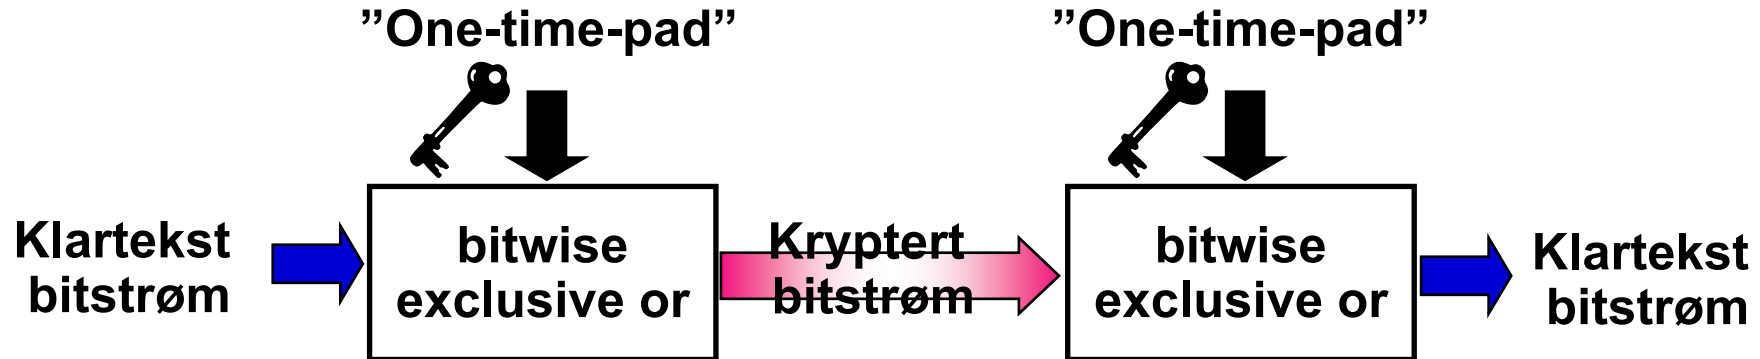 ”One-time-pad”
”One-time-pad”
Klartekst
bitstrøm
bitwise
exclusive or
Kryptert
bitstrøm
bitwise
exclusive or
Klartekst
bitstrøm